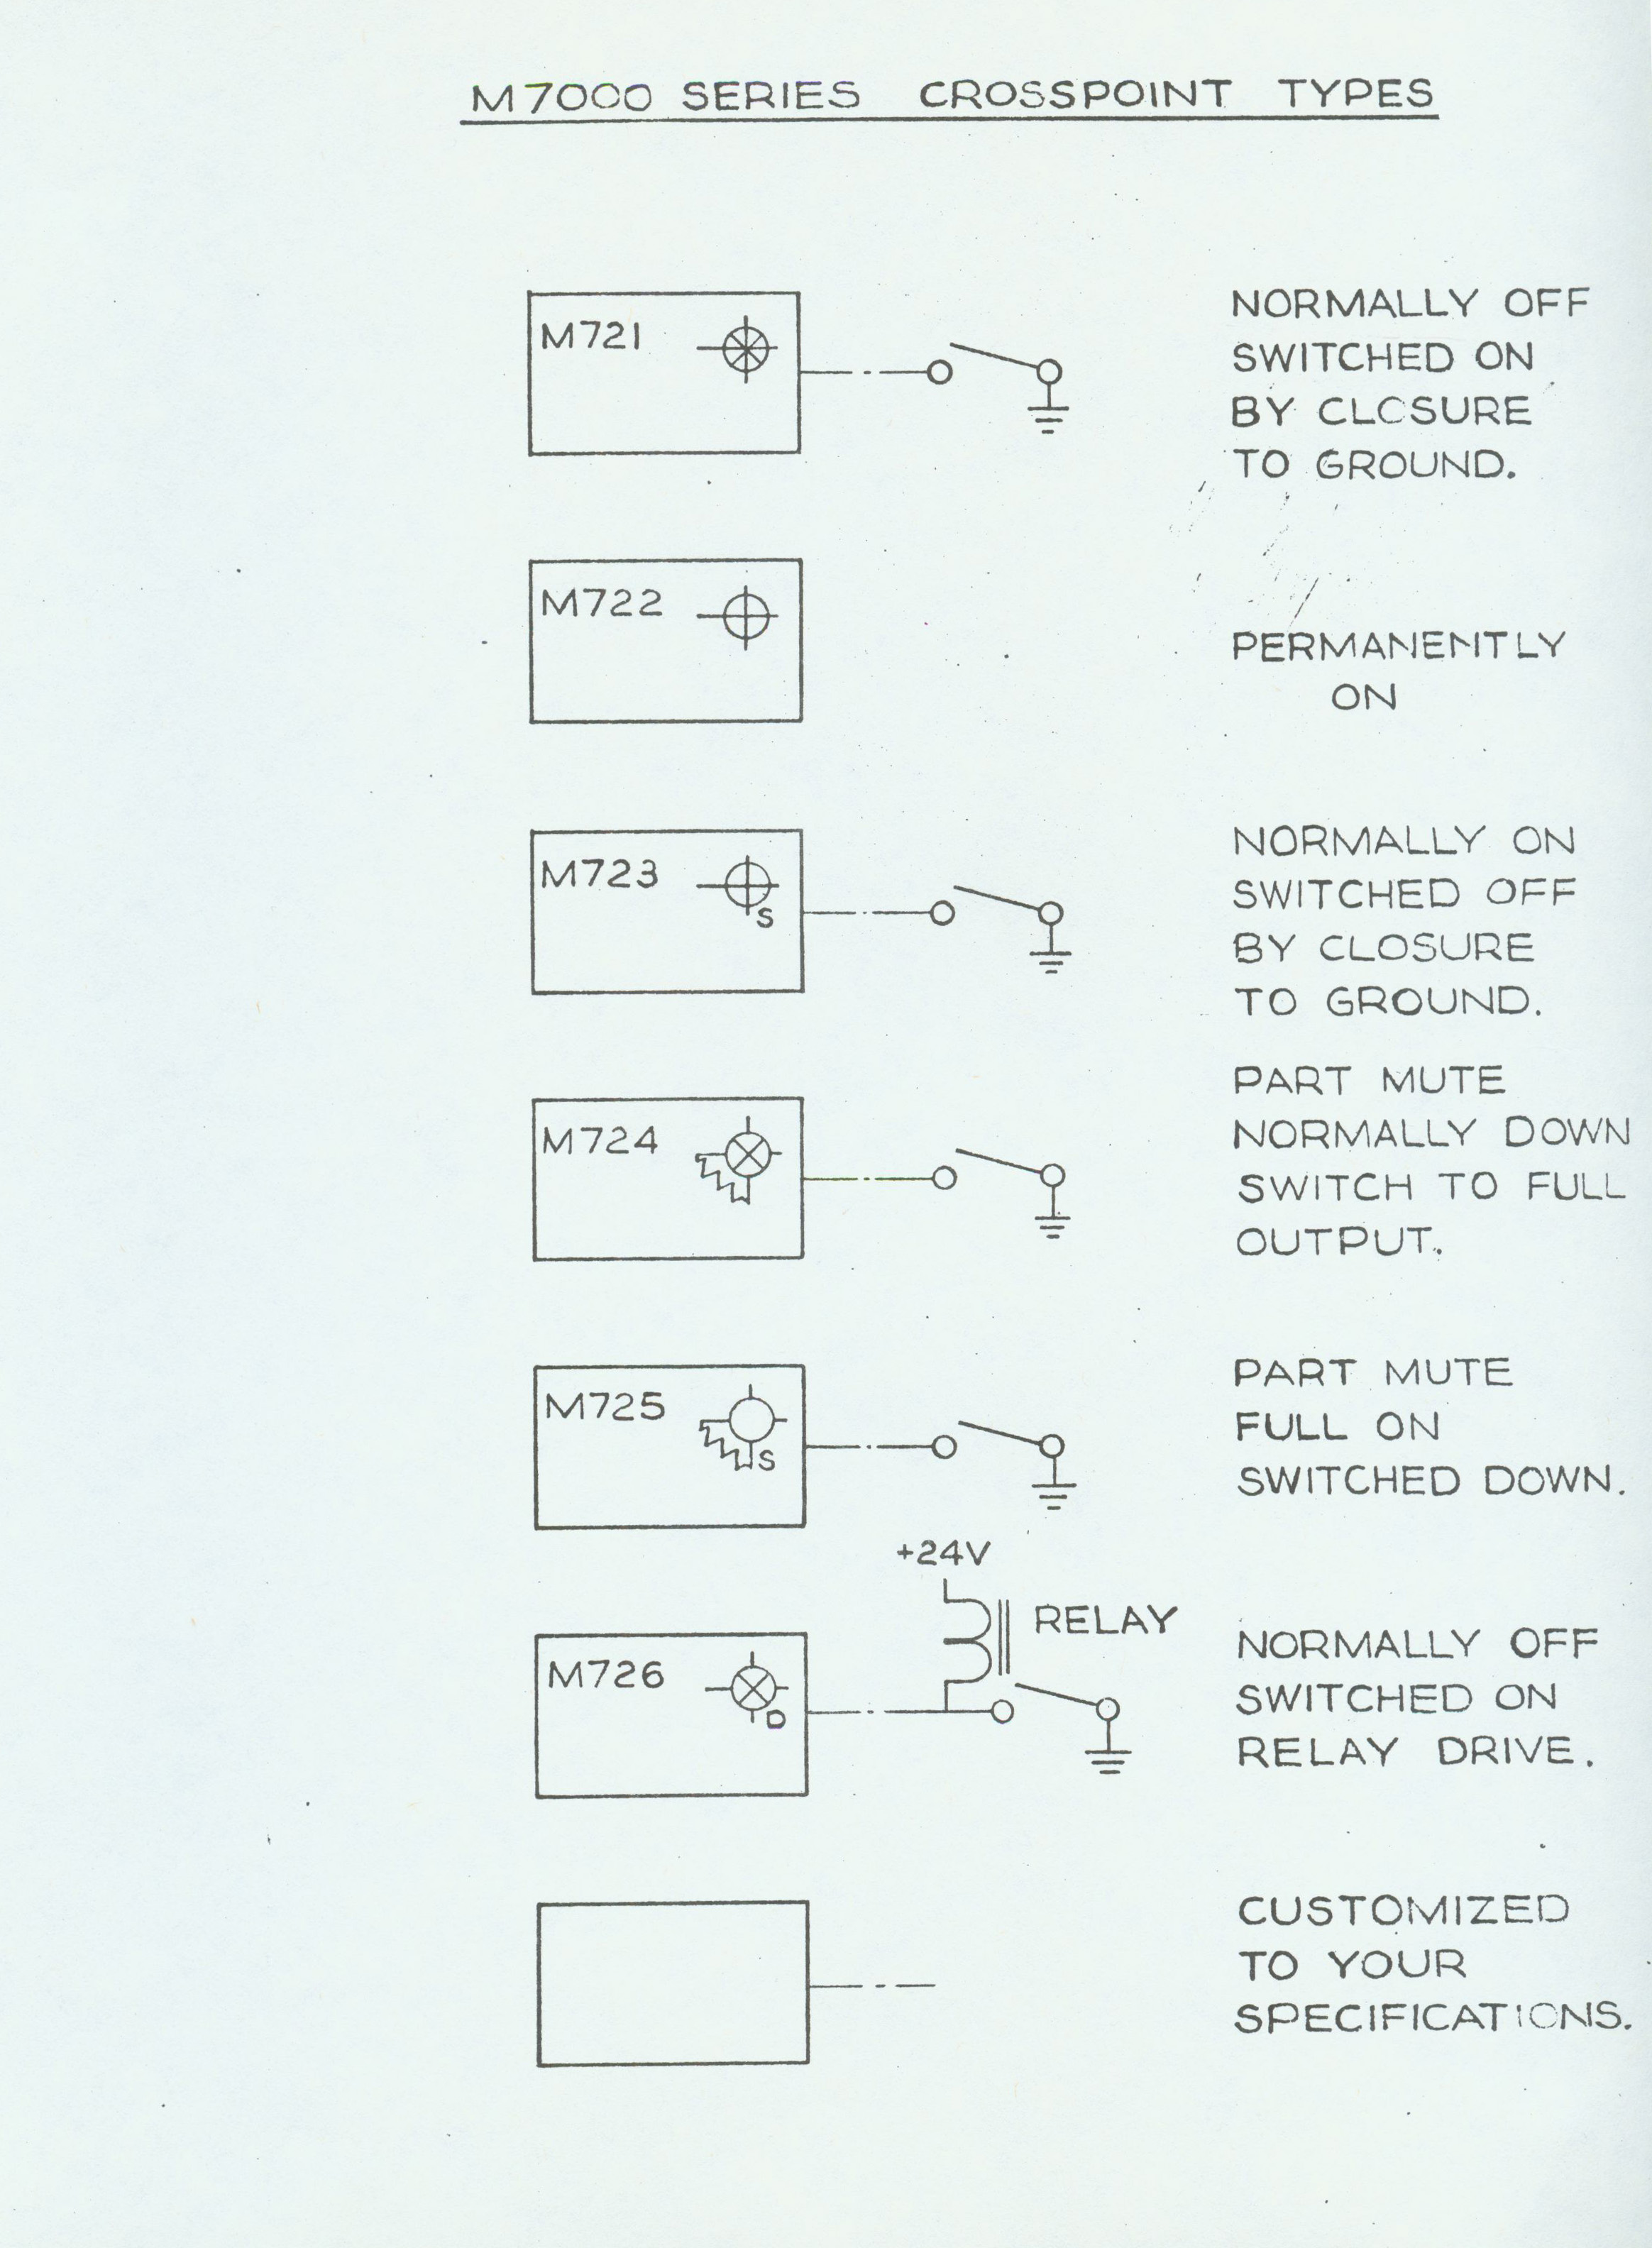 M7000 SERIES CROSSPOINT TYPES
M721
NORMALLY OFF
SWITCHED ON
BY CLOSURE
TO GROUND.
M722
PERMANENTLY
ON
M723
S
NORMALLY ON
SWITCHED OFF
BY CLOSURE
TO GROUND.
M724
PART MUTE
NORMALLY DOWN
SWITCH TO FULL
OUTPUT.
M725
S
PART MUTE
FULL ON
SWITCHED DOWN.
+24V
RELAY
M726
D
NORMALLY OFF
SWITCHED ON
RELAY DRIVE.
CUSTOMIZED
TO YOUR
SPECIFICATIONS.